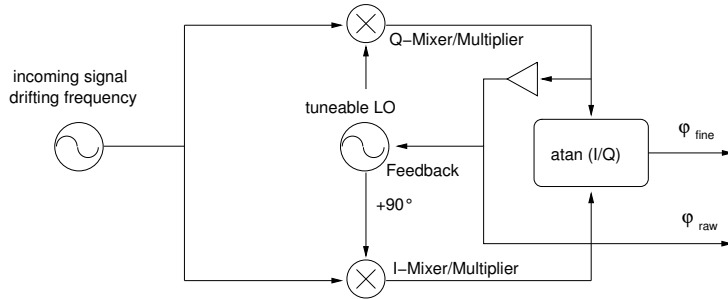 Q−Mixer/Multiplier
incoming signal
drifting frequency
tuneable LO
Feedback
+90°
atan (I/Q)
φ fine
φ raw
I−Mixer/Multiplier